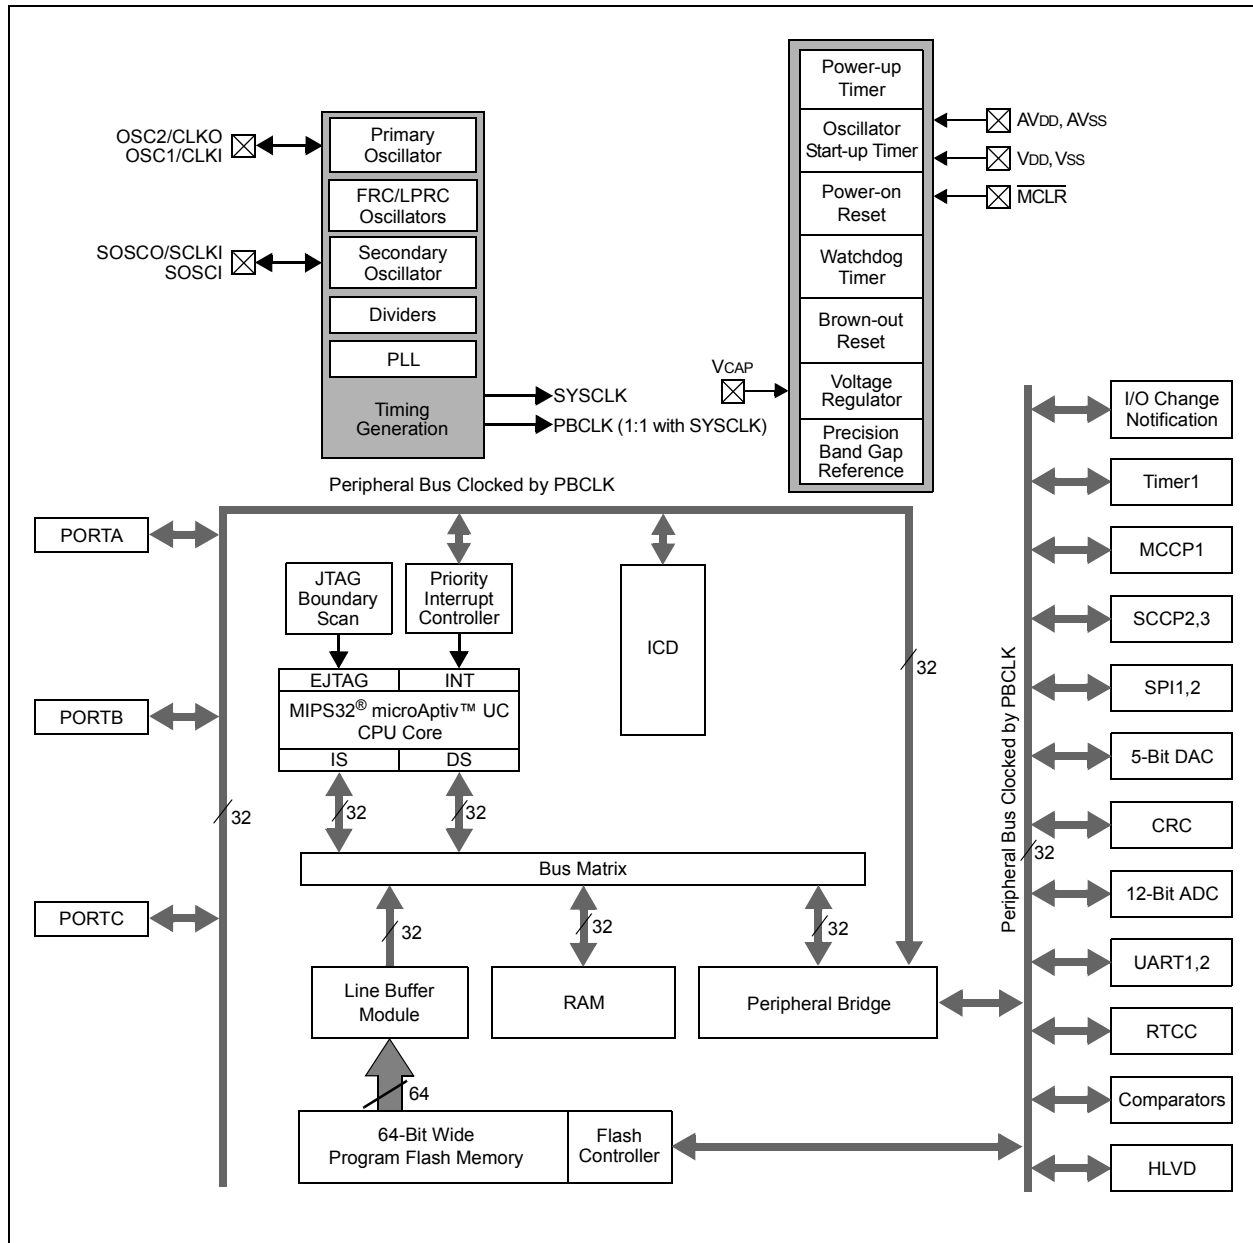 OSC2/CLKO
OSC1/CLKI
SOSCO/SCLKI
SOSCI
Primary
Oscillator
FRC/LPRC
Oscillators
Secondary
Oscillator
Dividers
PLL
Timing
Generation
SYSCLK
PBCLK (1:1 with SYSCLK)
Power-up
Timer
Oscillator
Start-up Timer
Power-on
Reset
Watchdog
Timer
Brown-out
Reset
Voltage
Regulator
Precision
Band Gap
Reference
AVDD, AVSS
VDD, VSS
MCLR
VCAP
Peripheral Bus Clocked by PBCLK
PORTA
PORTB
PORTC
32
JTAG
Boundary
Scan
Priority
Interrupt
Controller
ICD
32
EJTAG
INT
MIPS32® microAptiv™ UC
CPU Core
IS
DS
32
32
Bus Matrix
32
32
32
Line Buffer
Module
RAM
Peripheral Bridge
64
64-Bit Wide
Program Flash Memory
Flash
Controller
Peripheral Bus Clocked by PBCLK
32
I/O Change
Notification
Timer1
MCCP1
SCCP2,3
SPI1,2
5-Bit DAC
CRC
12-Bit ADC
UART1,2
RTCC
Comparators
HLVD